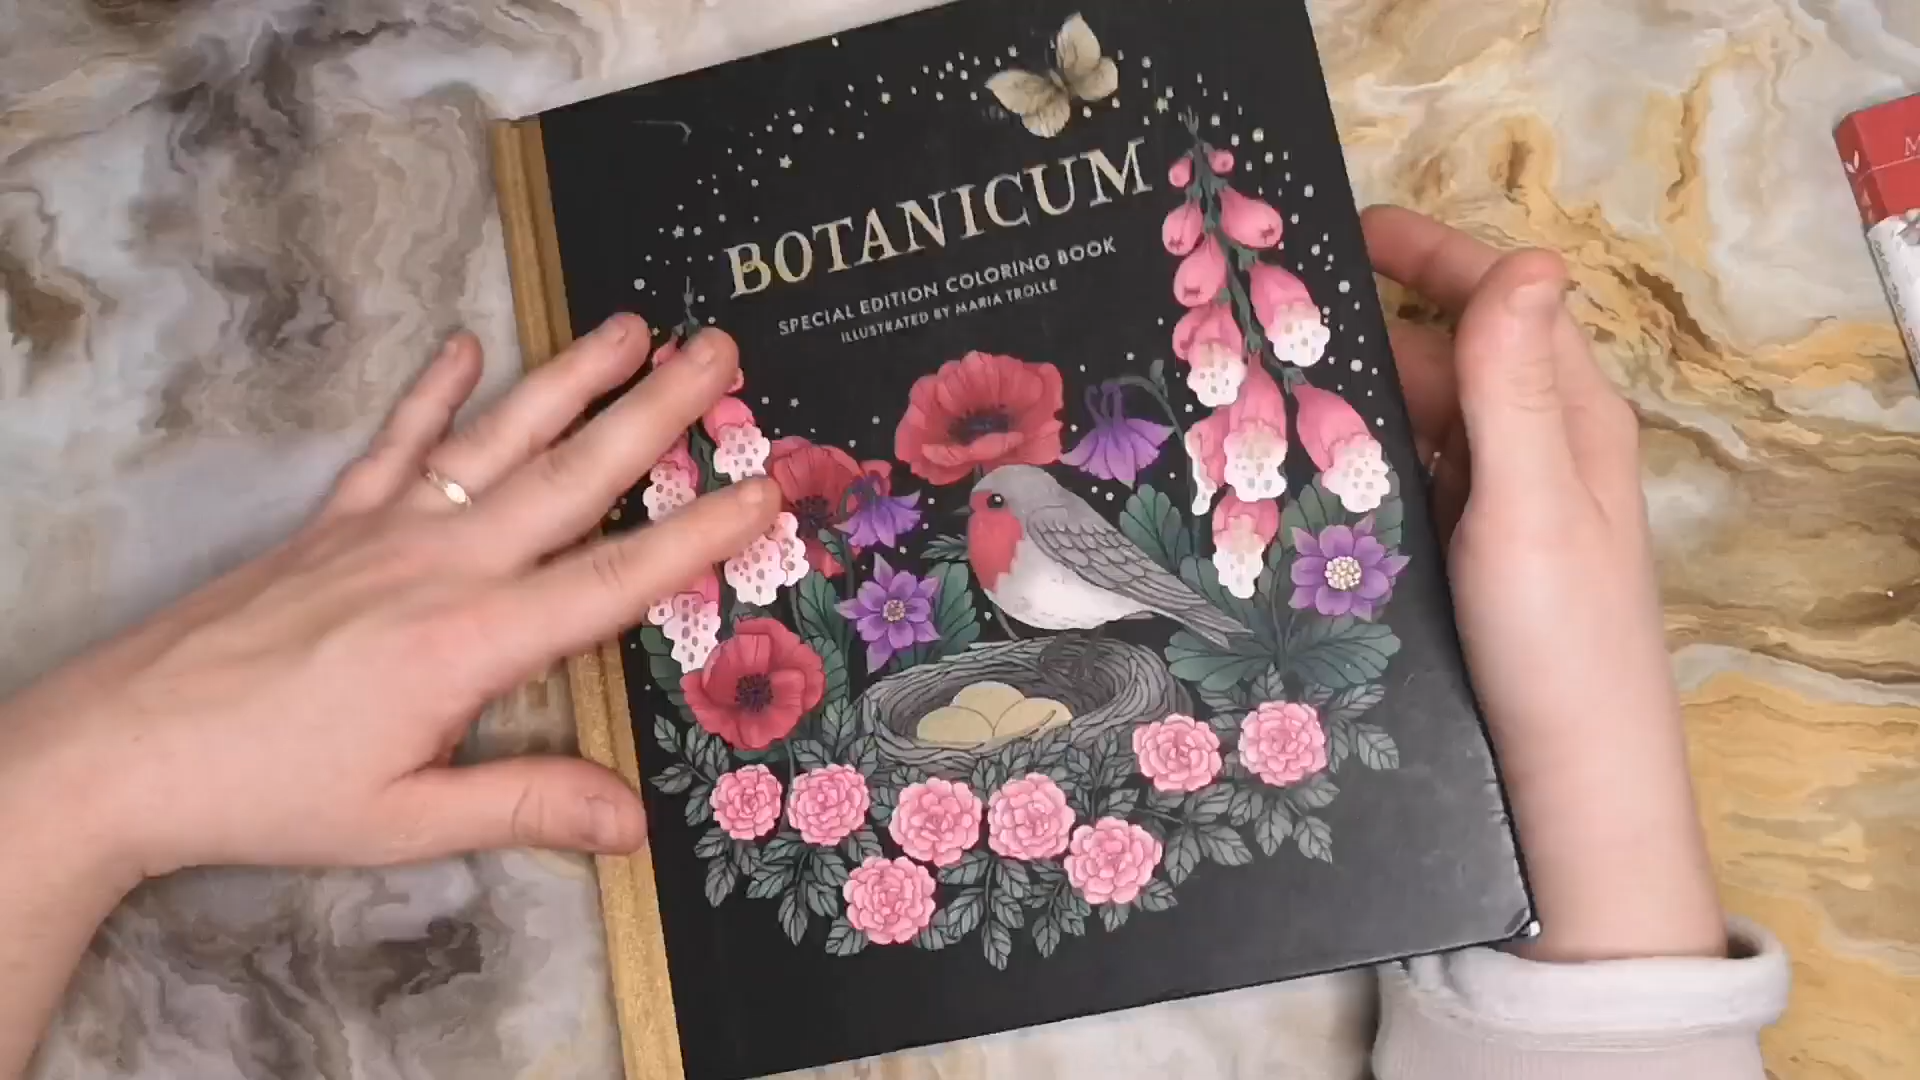 BOTANICUM
SPECIAL EDITION COLORING BOOK
ILLUSTRATED BY MARIA TROLLE